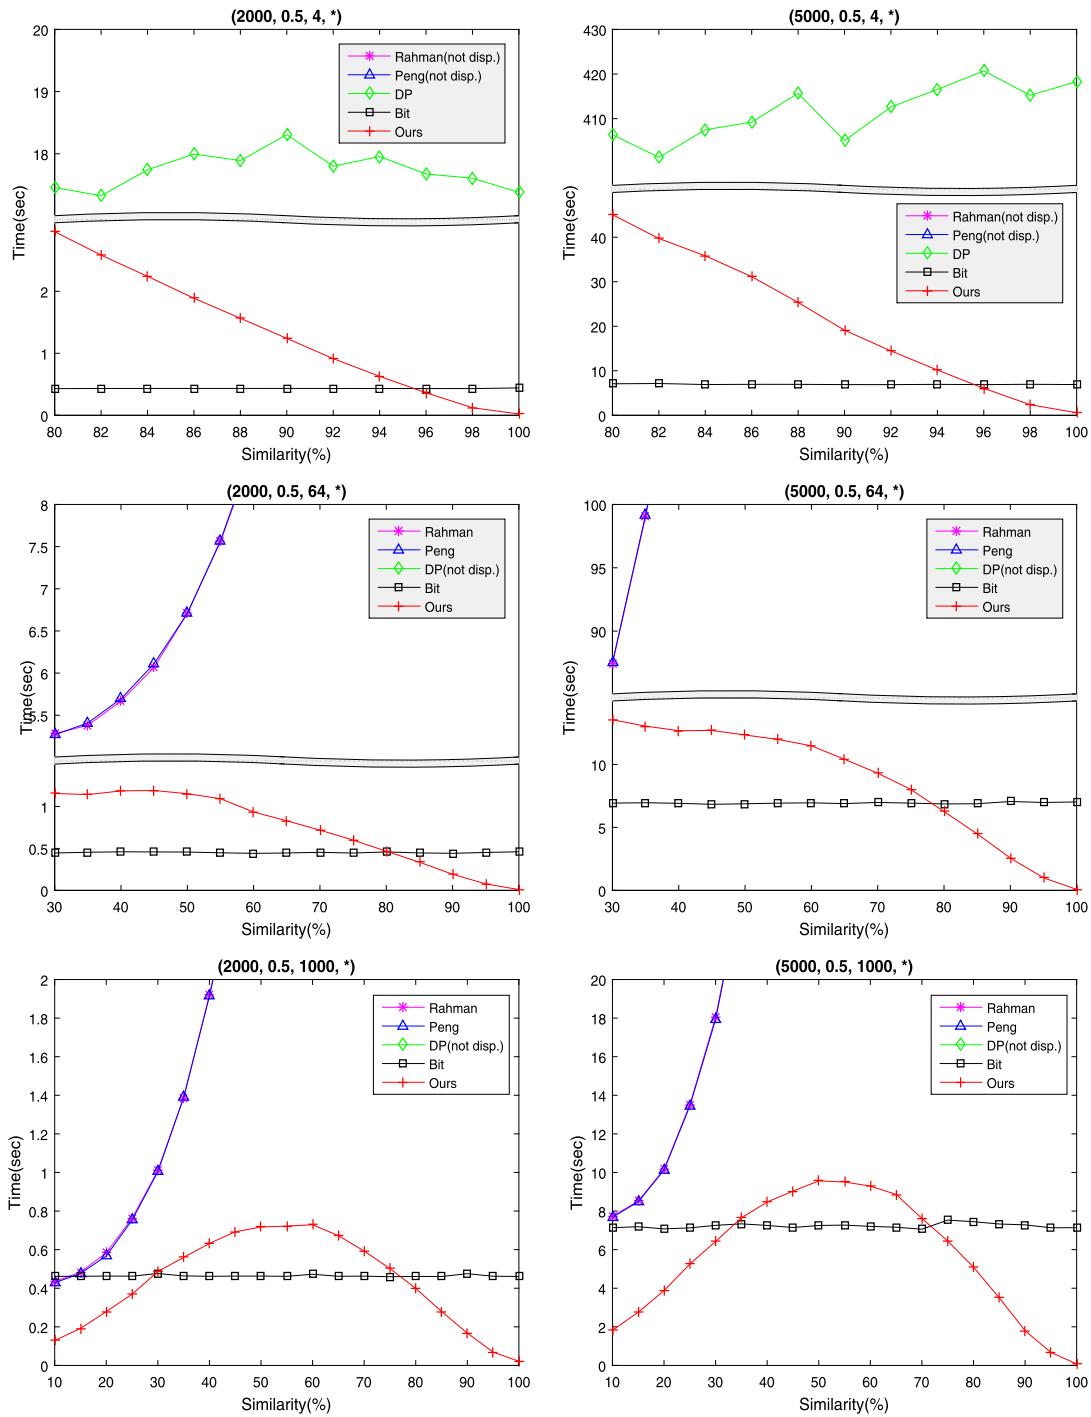 (2000, 0.5, 4, *)
20
19
18
2
1
0
Time(sec)
Rahman(not disp.)
Peng(not disp.)
DP
Bit
Ours
80 82 84 86 88 90 92 94 96 98 100
Similarity(%)
(5000, 0.5, 4, *)
430
420
410
40
30
20
10
0
Time(sec)
Rahman(not disp.)
Peng(not disp.)
DP
Bit
Ours
80 82 84 86 88 90 92 94 96 98 100
Similarity(%)
(2000, 0.5, 64, *)
8
7.5
7
6.5
6
5.5
1
0.5
0
Time(sec)
Rahman
Peng
DP(not disp.)
Bit
Ours
30 40 50 60 70 80 90 100
Similarity(%)
(5000, 0.5, 64, *)
100
95
90
10
5
0
Time(sec)
Rahman
Peng
DP(not disp.)
Bit
Ours
30 40 50 60 70 80 90 100
Similarity(%)
(2000, 0.5, 1000, *)
2
1.8
1.6
1.4
1.2
1
0.8
0.6
0.4
0.2
0
Time(sec)
Rahman
Peng
DP(not disp.)
Bit
Ours
10 20 30 40 50 60 70 80 90 100
Similarity(%)
(5000, 0.5, 1000, *)
20
18
16
14
12
10
8
6
4
2
0
Time(sec)
Rahman
Peng
DP(not disp.)
Bit
Ours
10 20 30 40 50 60 70 80 90 100
Similarity(%)